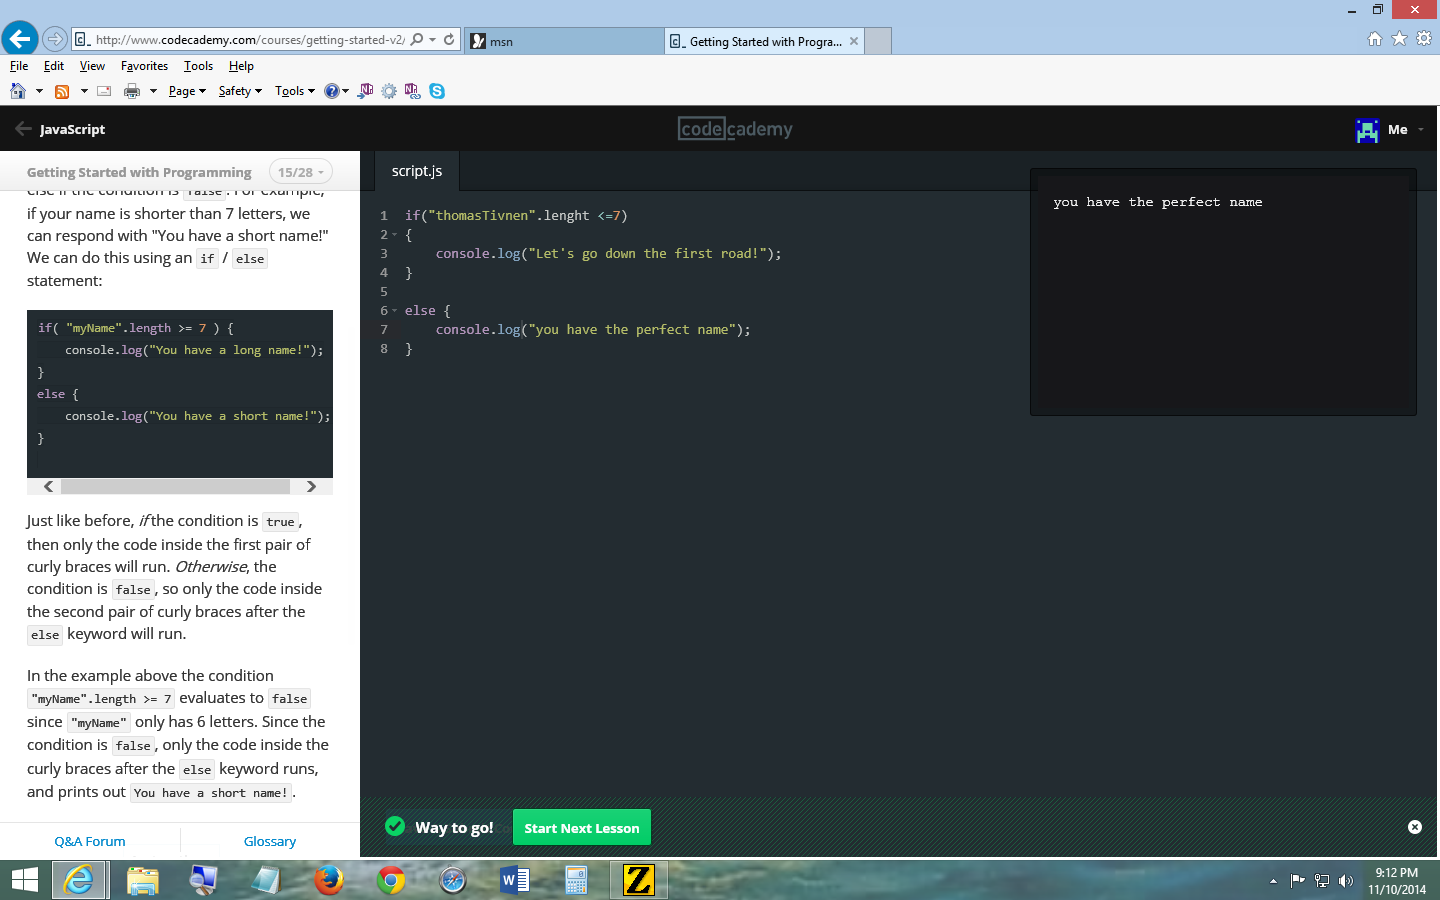 http://www.codecademy.com/courses/getting-started-v2/
msn
Getting Started with Progra...
File Edit View Favorites Tools Help
Page Safety Tools
JavaScript
codecademy
Me
Getting Started with Programming 15/28
script.js
else if the condition is false. For example,
if your name is shorter than 7 letters, we
can respond with "You have a short name!"
We can do this using an if / else
statement:
if( "myName".length >= 7 ) {
console.log("You have a long name!");
}
else {
console.log("You have a short name!");
}
Just like before, if the condition is true,
then only the code inside the first pair of
curly braces will run. Otherwise, the
condition is false, so only the code inside
the second pair of curly braces after the
else keyword will run.
In the example above the condition
"myName".length >= 7 evaluates to false
since "myName" only has 6 letters. Since the
condition is false, only the code inside the
curly braces after the else keyword runs,
and prints out You have a short name!.
Q&A Forum Glossary
1 if("thomasTivnen".lenght <=7)
2 {
3 console.log("Let's go down the first road!");
4 }
5
6 else {
7 console.log("you have the perfect name");
8 }
you have the perfect name
Way to go! Start Next Lesson
9:12 PM
11/10/2014